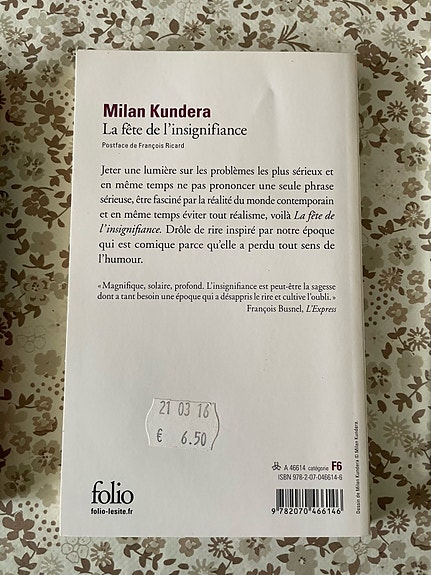 Milan Kundera
La fête de l'insignifiance
Postface de François Ricard
Jeter une lumière sur les problèmes les plus sérieux et
en même temps ne pas prononcer une seule phrase
sérieuse, être fasciné par la réalité du monde contemporain
et en même temps éviter tout réalisme, voilà La fête de
l'insignifiance. Drôle de rire inspiré par notre époque
qui est comique parce qu'elle a perdu tout sens de
l'humour.
« Magnifique, solaire, profond. L'insignifiance est peut-être la sagesse
dont a tant besoin une époque qui a désappris le rire et cultive l'oubli. »
François Busnel, L'Express
21 03 16
€ 6.50
A 46614 catégorie F6
ISBN 978-2-07-046614-6
9 782070 466146
folio
folio-lesite.fr
Dessin de Milan Kundera © Milan Kundera.